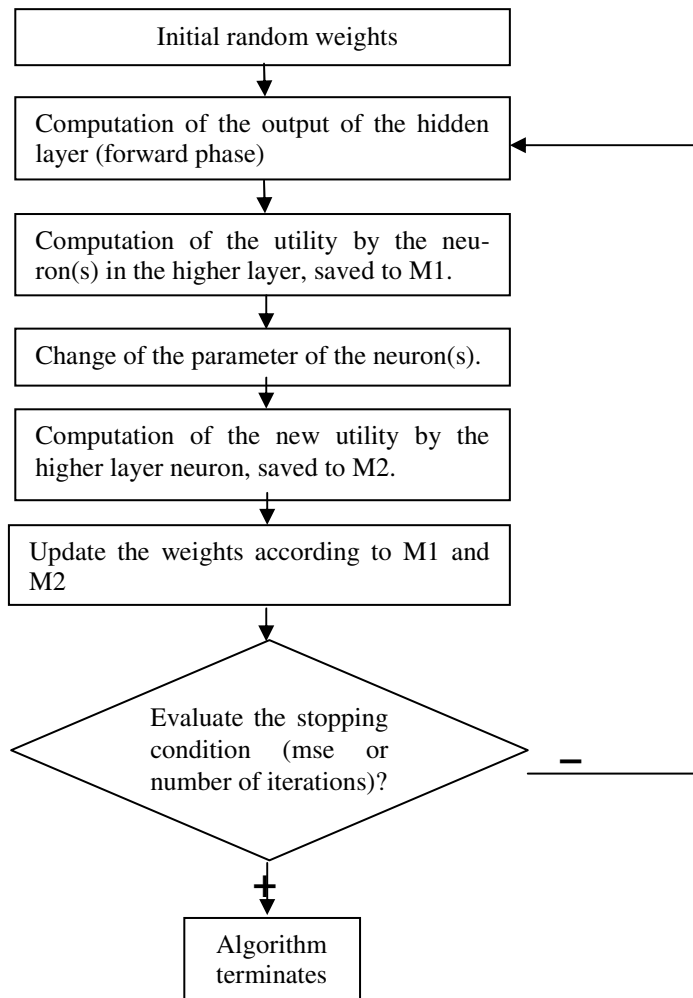 Initial random weights
Computation of the output of the hidden
layer (forward phase)
Computation of the utility by the neu-
ron(s) in the higher layer, saved to M1.
Change of the parameter of the neuron(s).
Computation of the new utility by the
higher layer neuron, saved to M2.
Update the weights according to M1 and
M2
Evaluate the stopping
condition (mse or
number of iterations)?
−
+
Algorithm
terminates